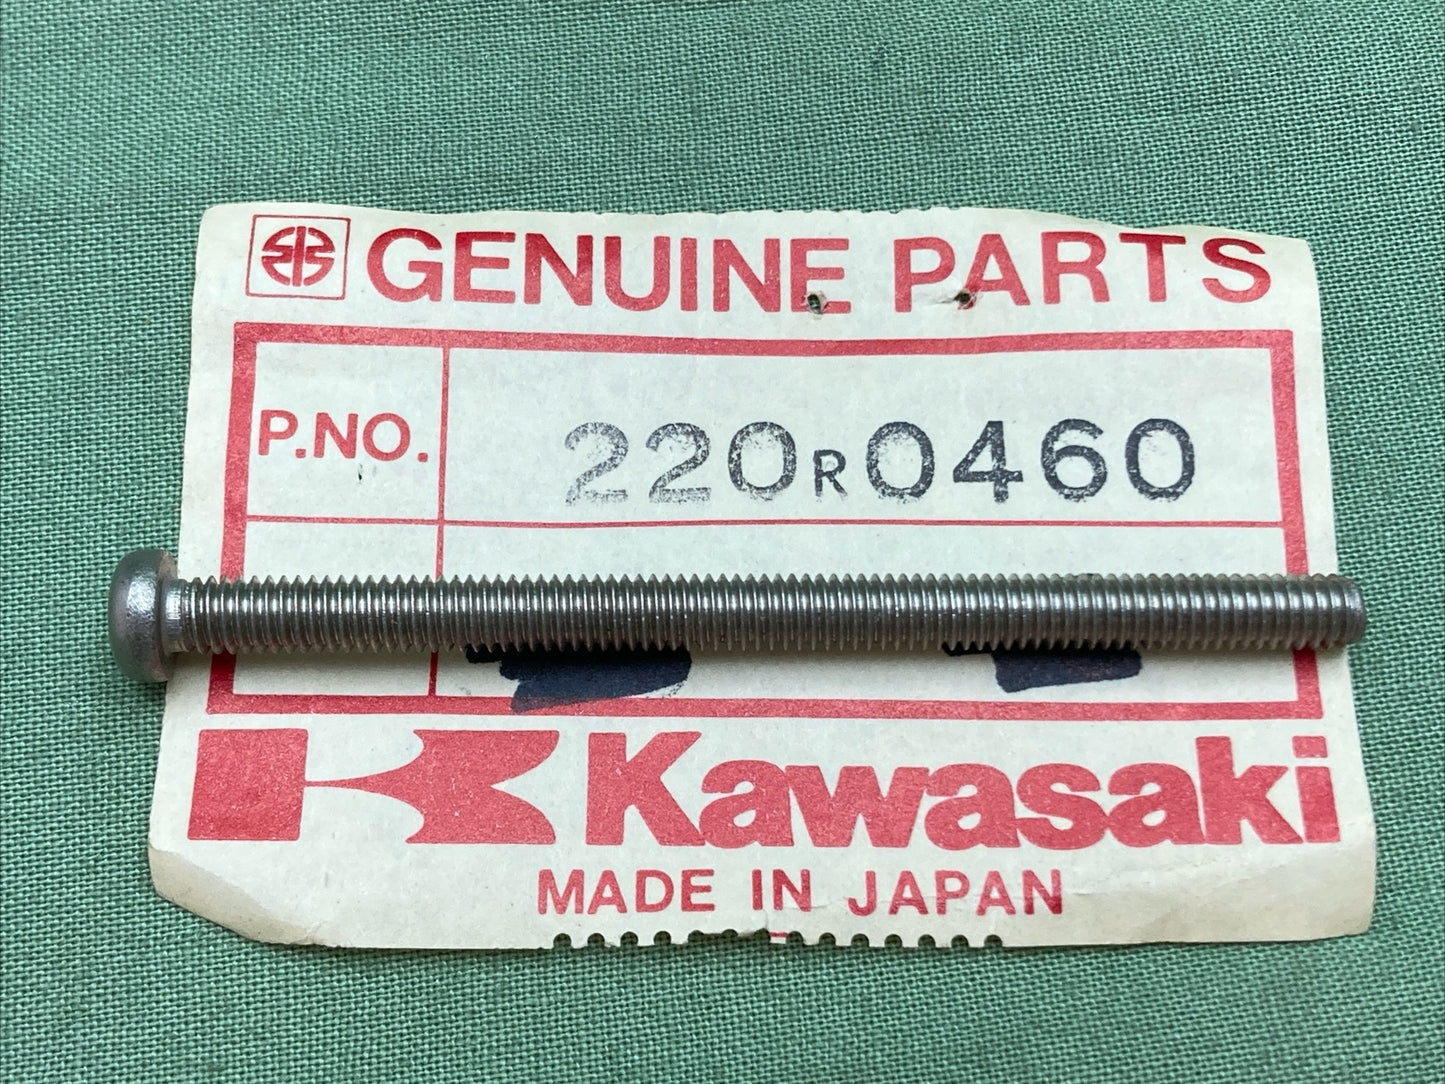 GENUINE PARTS
P.NO. 220R0460
Kawasaki
MADE IN JAPAN